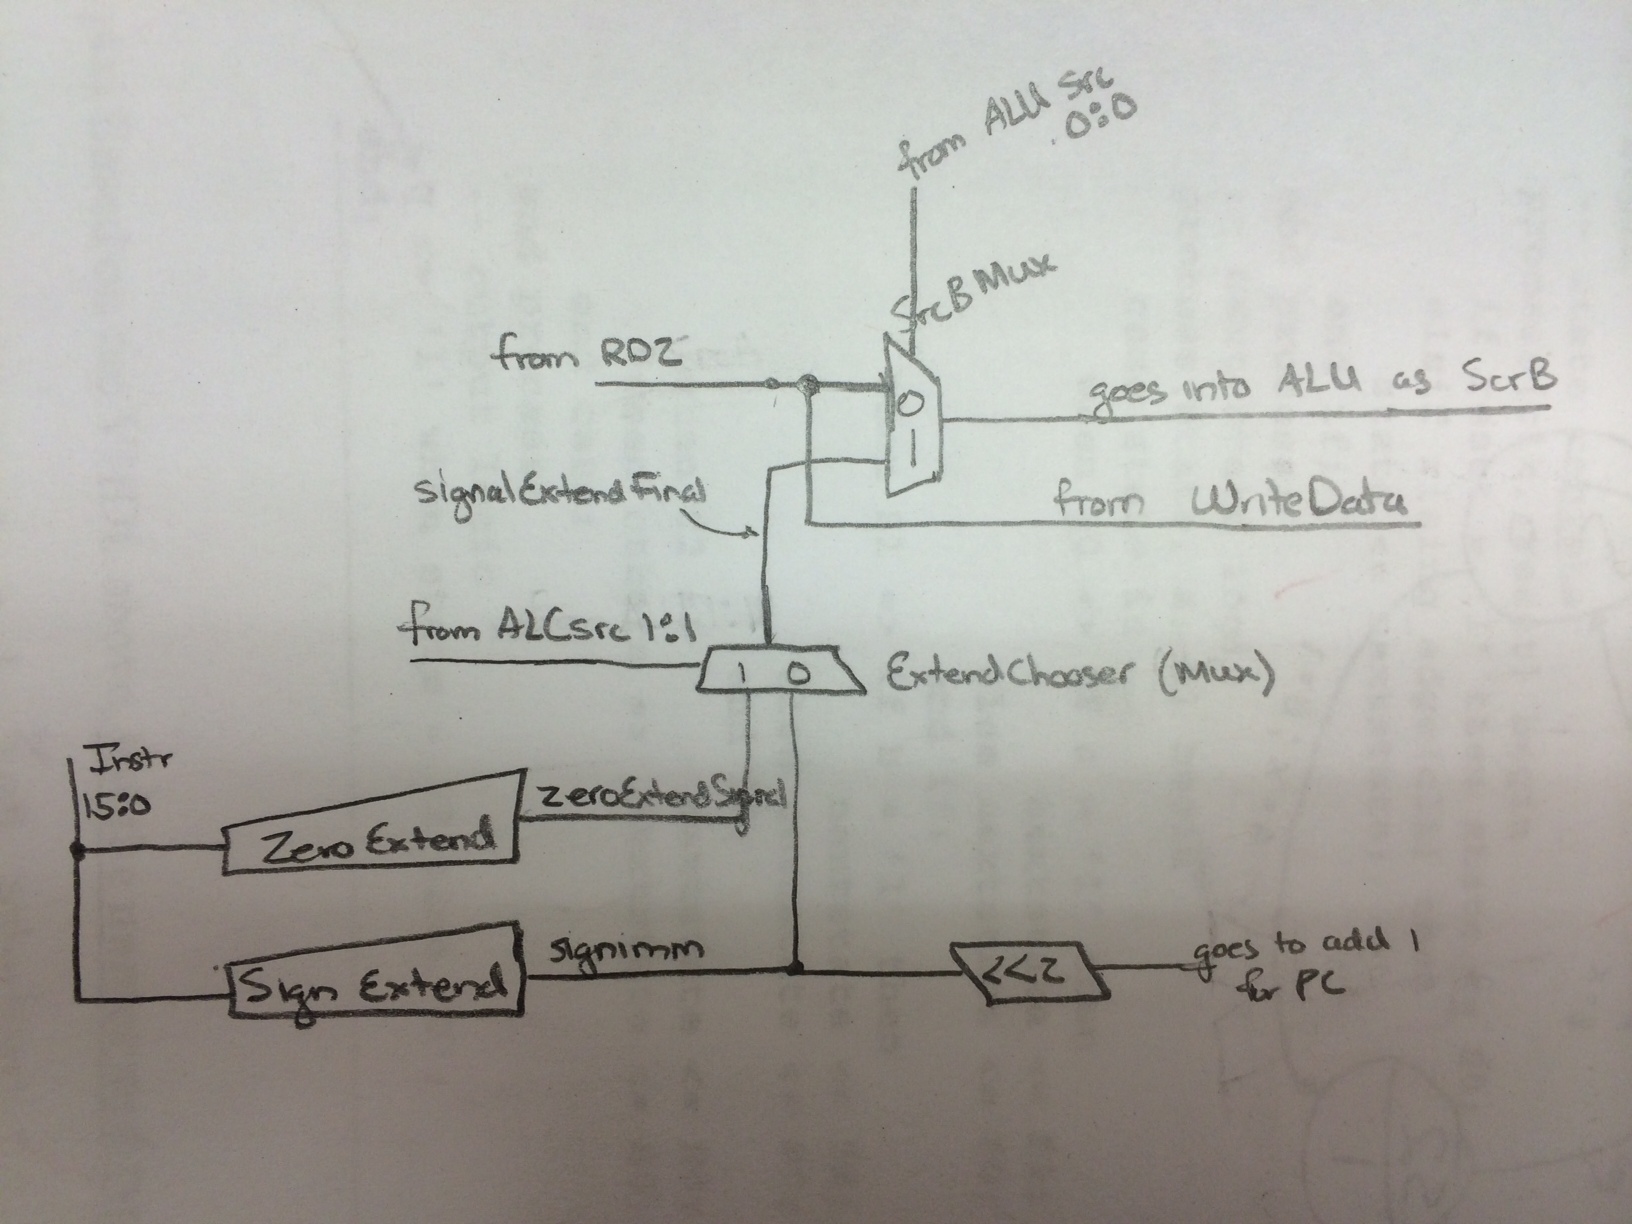 from ALU Src
0:0
SrcB Mux
from RD2
0
goes into ALU as ScrB
1
signalExtendFinal
from WriteData
from ALCsrc 1:1
1 0
ExtendChooser (Mux)
Instr
15:0
zeroExtendSignal
Zero Extend
signimm
Sign Extend
<<2
goes to add 1
for PC